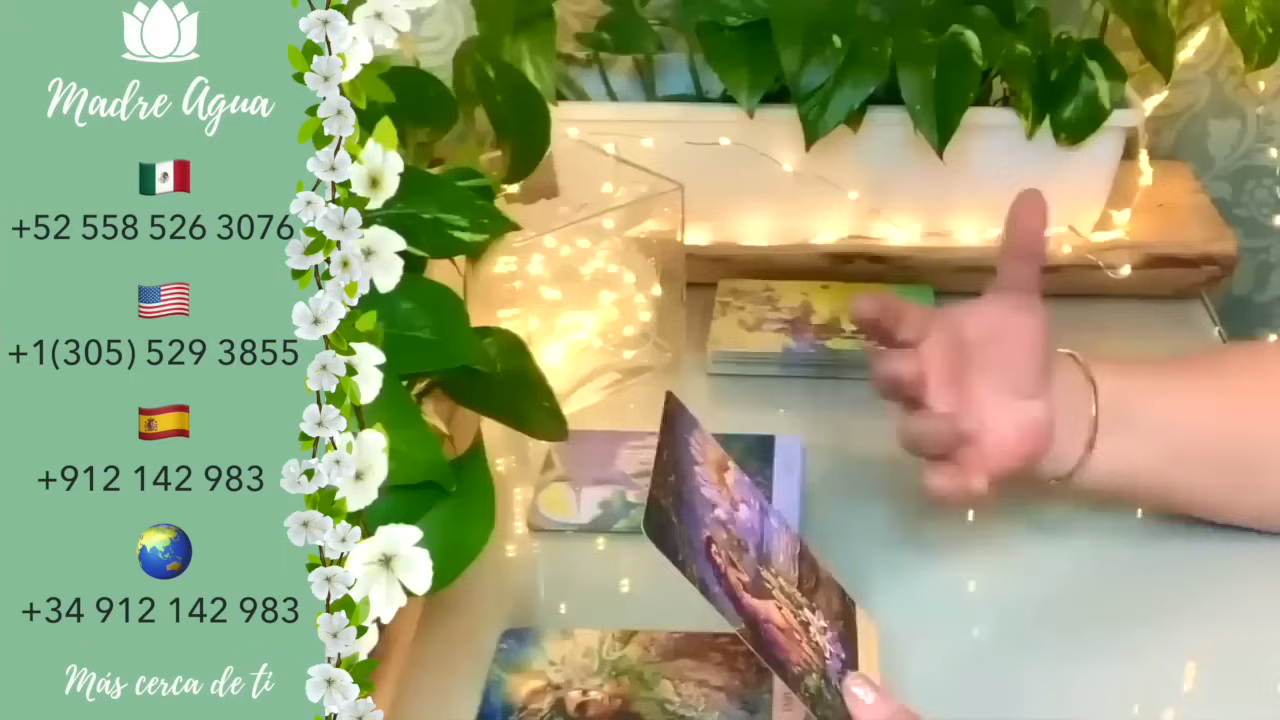 Madre Agua
+52 558 526 3076
+1(305) 529 3855
+912 142 983
+34 912 142 983
Más cerca de ti